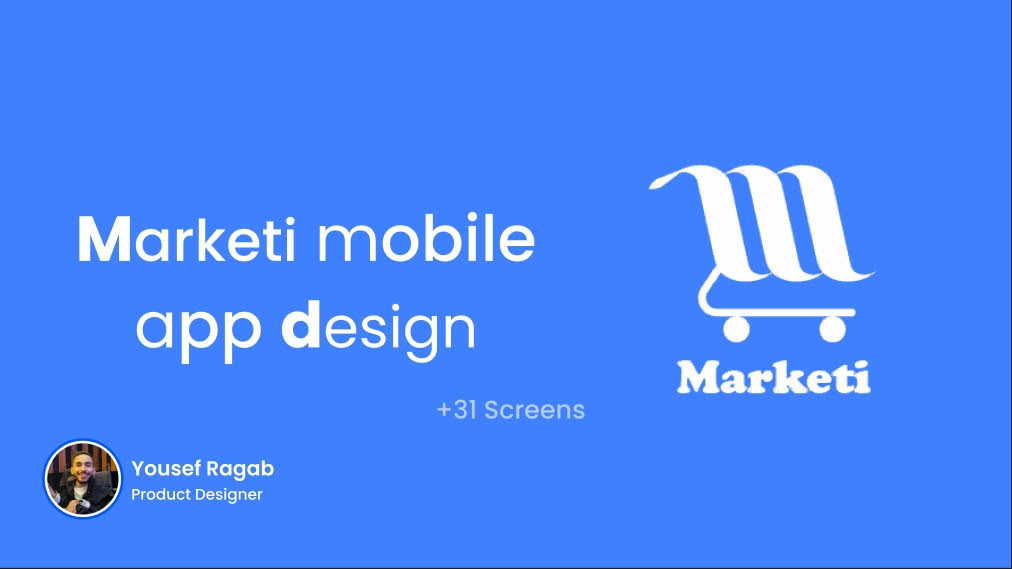 Marketi mobile
app design
+31 Screens
Marketi
Yousef Ragab
Product Designer